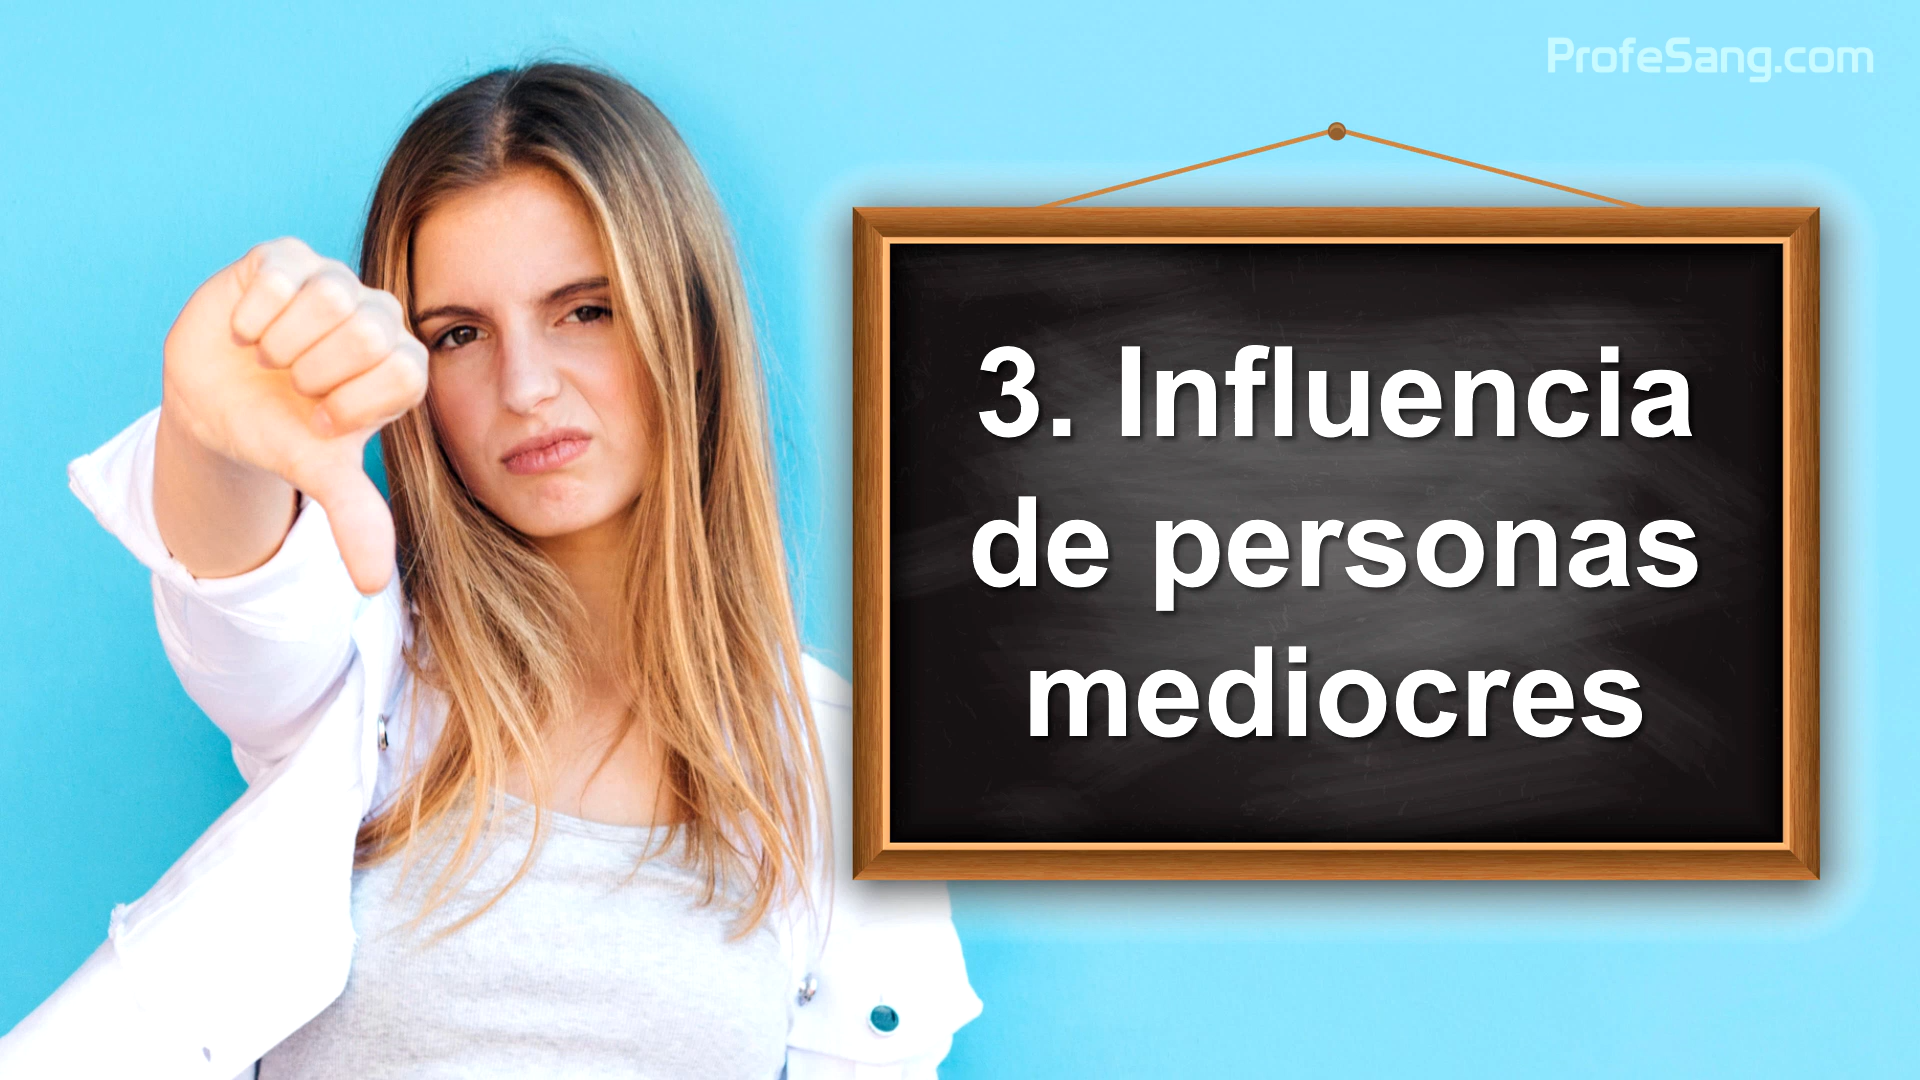 ProfeSang.com
3. Influencia
de personas
mediocres